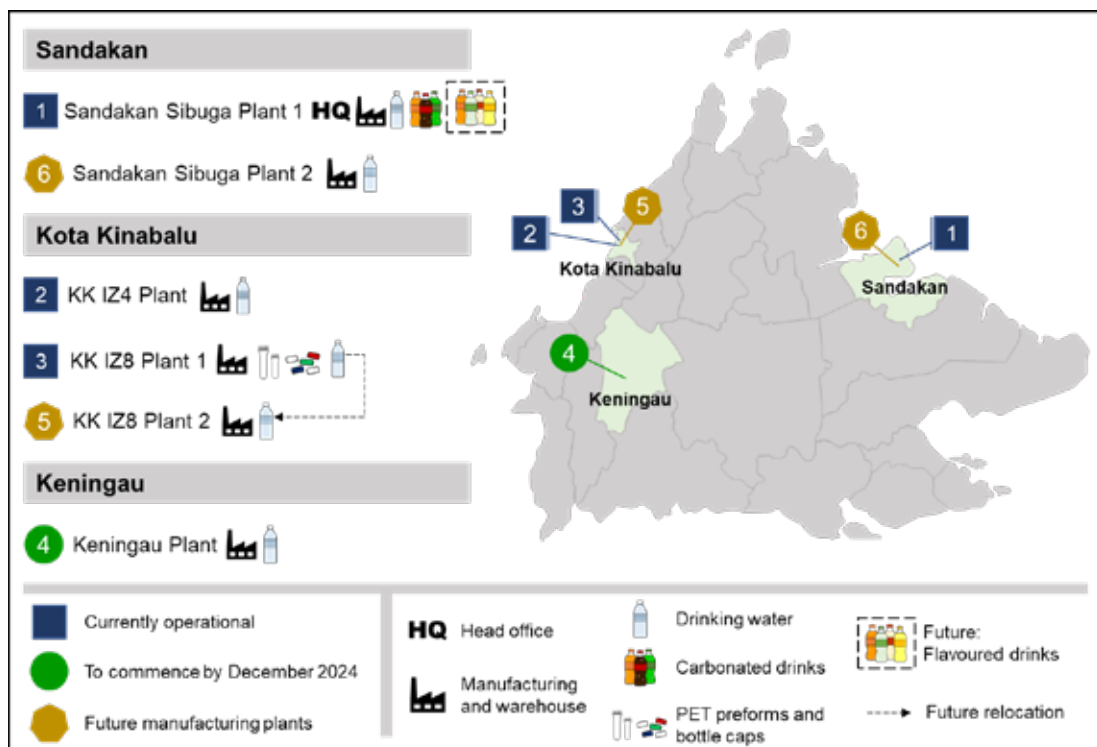 Sandakan
1 Sandakan Sibuga Plant 1 HQ
6 Sandakan Sibuga Plant 2
Kota Kinabalu
2 KK IZ4 Plant
3 KK IZ8 Plant 1
5 KK IZ8 Plant 2
Keningau
4 Keningau Plant
3
5
2
Kota Kinabalu
6
1
Sandakan
4
Keningau
Currently operational
To commence by December 2024
Future manufacturing plants
HQ Head office
Manufacturing
and warehouse
Drinking water
Carbonated drinks
PET preforms and
bottle caps
Future:
Flavoured drinks
Future relocation